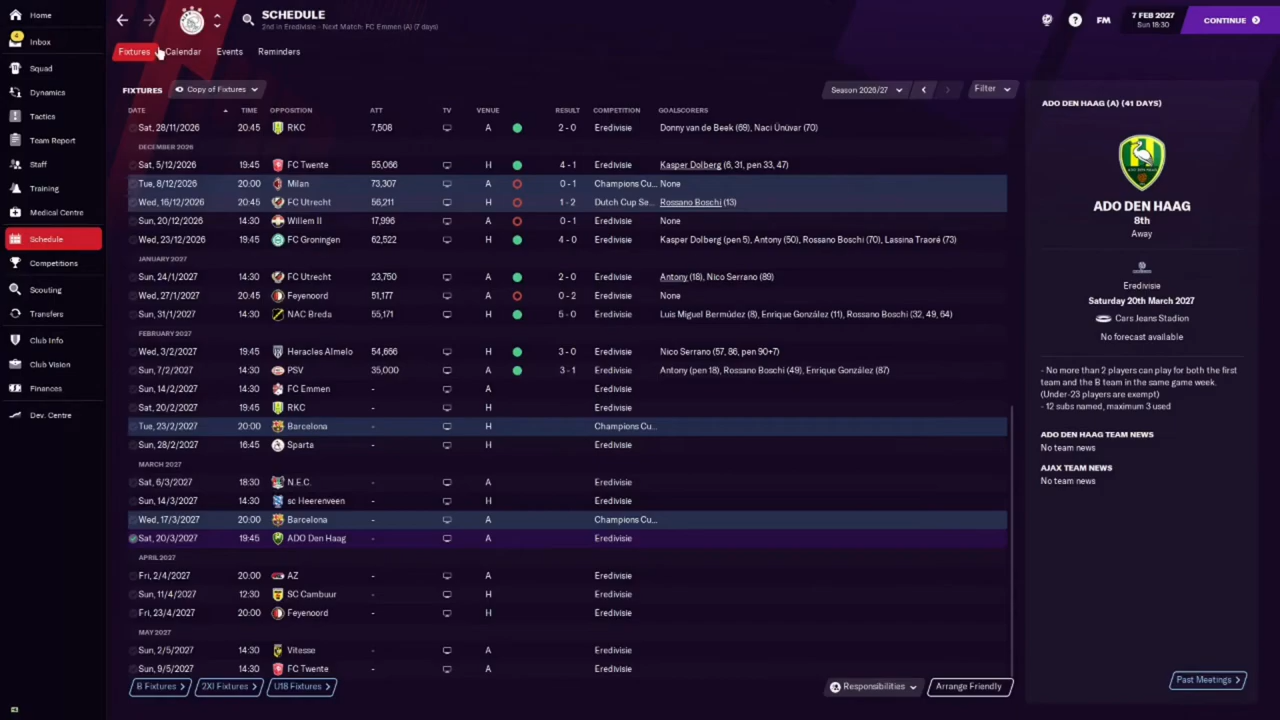 Home
Inbox
4
Squad
Dynamics
Tactics
Team Report
Staff
Training
Medical Centre
Schedule
Competitions
Scouting
Transfers
Club Info
Club Vision
Finances
Dev. Centre
SCHEDULE
2nd in Eredivisie - Next Match: FC Emmen (A) (7 days)
? FM
7 FEB 2027
Sun 18:30
CONTINUE
Fixtures Calendar Events Reminders
FIXTURES Copy of Fixtures Season 2026/27 Filter
DATE TIME OPPOSITION ATT TV VENUE RESULT COMPETITION GOALSCORERS
Sat, 28/11/2026 20:45 RKC 7,508 A 2 - 0 Eredivisie Donny van de Beek (69), Naci Ünüvar (70)
DECEMBER 2026
Sat, 5/12/2026 19:45 FC Twente 55,066 H 4 - 1 Eredivisie Kasper Dolberg (6, 31, pen 33, 47)
Tue, 8/12/2026 20:00 Milan 73,307 A 0 - 1 Champions Cu... None
Wed, 16/12/2026 20:45 FC Utrecht 56,211 H 1 - 2 Dutch Cup Se... Rossano Boschi (13)
Sun, 20/12/2026 14:30 Willem II 17,996 A 0 - 1 Eredivisie None
Wed, 23/12/2026 19:45 FC Groningen 62,522 H 4 - 0 Eredivisie Kasper Dolberg (pen 5), Antony (50), Rossano Boschi (70), Lassina Traoré (73)
JANUARY 2027
Sun, 24/1/2027 14:30 FC Utrecht 23,750 A 2 - 0 Eredivisie Antony (18), Nico Serrano (89)
Wed, 27/1/2027 20:45 Feyenoord 51,177 A 0 - 2 Eredivisie None
Sun, 31/1/2027 14:30 NAC Breda 55,171 H 5 - 0 Eredivisie Luis Miguel Bermúdez (8), Enrique González (11), Rossano Boschi (32, 49, 64)
FEBRUARY 2027
Wed, 3/2/2027 19:45 Heracles Almelo 54,666 H 3 - 0 Eredivisie Nico Serrano (57, 86, pen 90+7)
Sun, 7/2/2027 14:30 PSV 35,000 A 3 - 1 Eredivisie Antony (pen 18), Rossano Boschi (49), Enrique González (87)
Sun, 14/2/2027 14:30 FC Emmen - A Eredivisie
Sat, 20/2/2027 19:45 RKC - H Eredivisie
Tue, 23/2/2027 20:00 Barcelona - H Champions Cu...
Sun, 28/2/2027 16:45 Sparta - H Eredivisie
MARCH 2027
Sat, 6/3/2027 18:30 N.E.C. - A Eredivisie
Sun, 14/3/2027 14:30 sc Heerenveen - H Eredivisie
Wed, 17/3/2027 20:00 Barcelona - A Champions Cu...
Sat, 20/3/2027 19:45 ADO Den Haag - A Eredivisie
APRIL 2027
Fri, 2/4/2027 20:00 AZ - A Eredivisie
Sun, 11/4/2027 12:30 SC Cambuur - H Eredivisie
Fri, 23/4/2027 20:00 Feyenoord - H Eredivisie
MAY 2027
Sun, 2/5/2027 14:30 Vitesse - A Eredivisie
Sun, 9/5/2027 14:30 FC Twente - A Eredivisie
B Fixtures > 2XI Fixtures > U18 Fixtures > Responsibilities Arrange Friendly
ADO DEN HAAG (A) (41 DAYS)
ADO DEN HAAG
8th
Away
Eredivisie
Saturday 20th March 2027
Cars Jeans Stadion
No forecast available
- No more than 2 players can play for both the first
team and the B team in the same game week.
(Under-23 players are exempt)
- 12 subs named, maximum 3 used
ADO DEN HAAG TEAM NEWS
No team news
AJAX TEAM NEWS
No team news
Past Meetings >